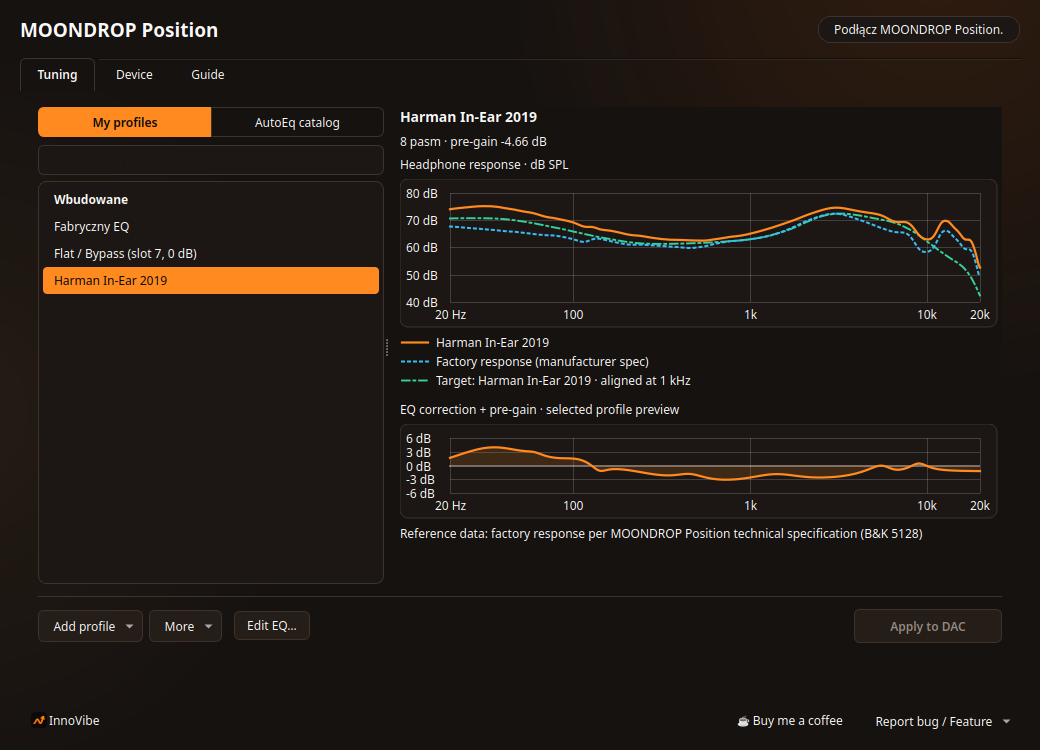 MOONDROP Position
Podłącz MOONDROP Position.
Tuning
Device
Guide
My profiles
AutoEq catalog
Wbudowane
Fabryczny EQ
Flat / Bypass (slot 7, 0 dB)
Harman In-Ear 2019
Harman In-Ear 2019
8 pasm · pre-gain -4.66 dB
Headphone response · dB SPL
80 dB
70 dB
60 dB
50 dB
40 dB
20 Hz
100
1k
10k
20k
Harman In-Ear 2019
Factory response (manufacturer spec)
Target: Harman In-Ear 2019 · aligned at 1 kHz
EQ correction + pre-gain · selected profile preview
6 dB
3 dB
0 dB
-3 dB
-6 dB
20 Hz
100
1k
10k
20k
Reference data: factory response per MOONDROP Position technical specification (B&K 5128)
Add profile
More
Edit EQ...
Apply to DAC
InnoVibe
Buy me a coffee
Report bug / Feature